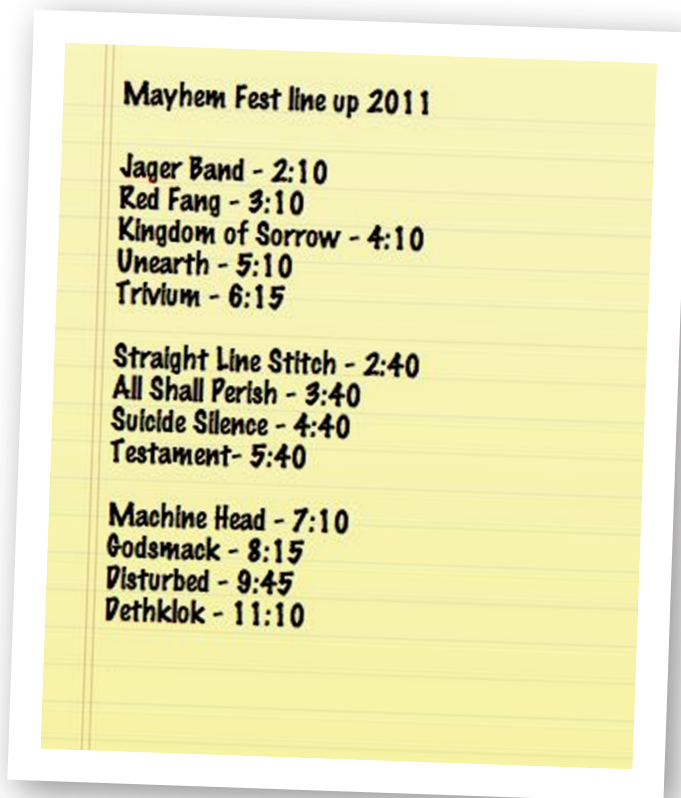 Mayhem Fest line up 2011
Jager Band - 2:10
Red Fang - 3:10
Kingdom of Sorrow - 4:10
Unearth - 5:10
Trivium - 6:15
Straight Line Stitch - 2:40
All Shall Perish - 3:40
Suicide Silence - 4:40
Testament- 5:40
Machine Head - 7:10
Godsmack - 8:15
Disturbed - 9:45
Dethklok - 11:10